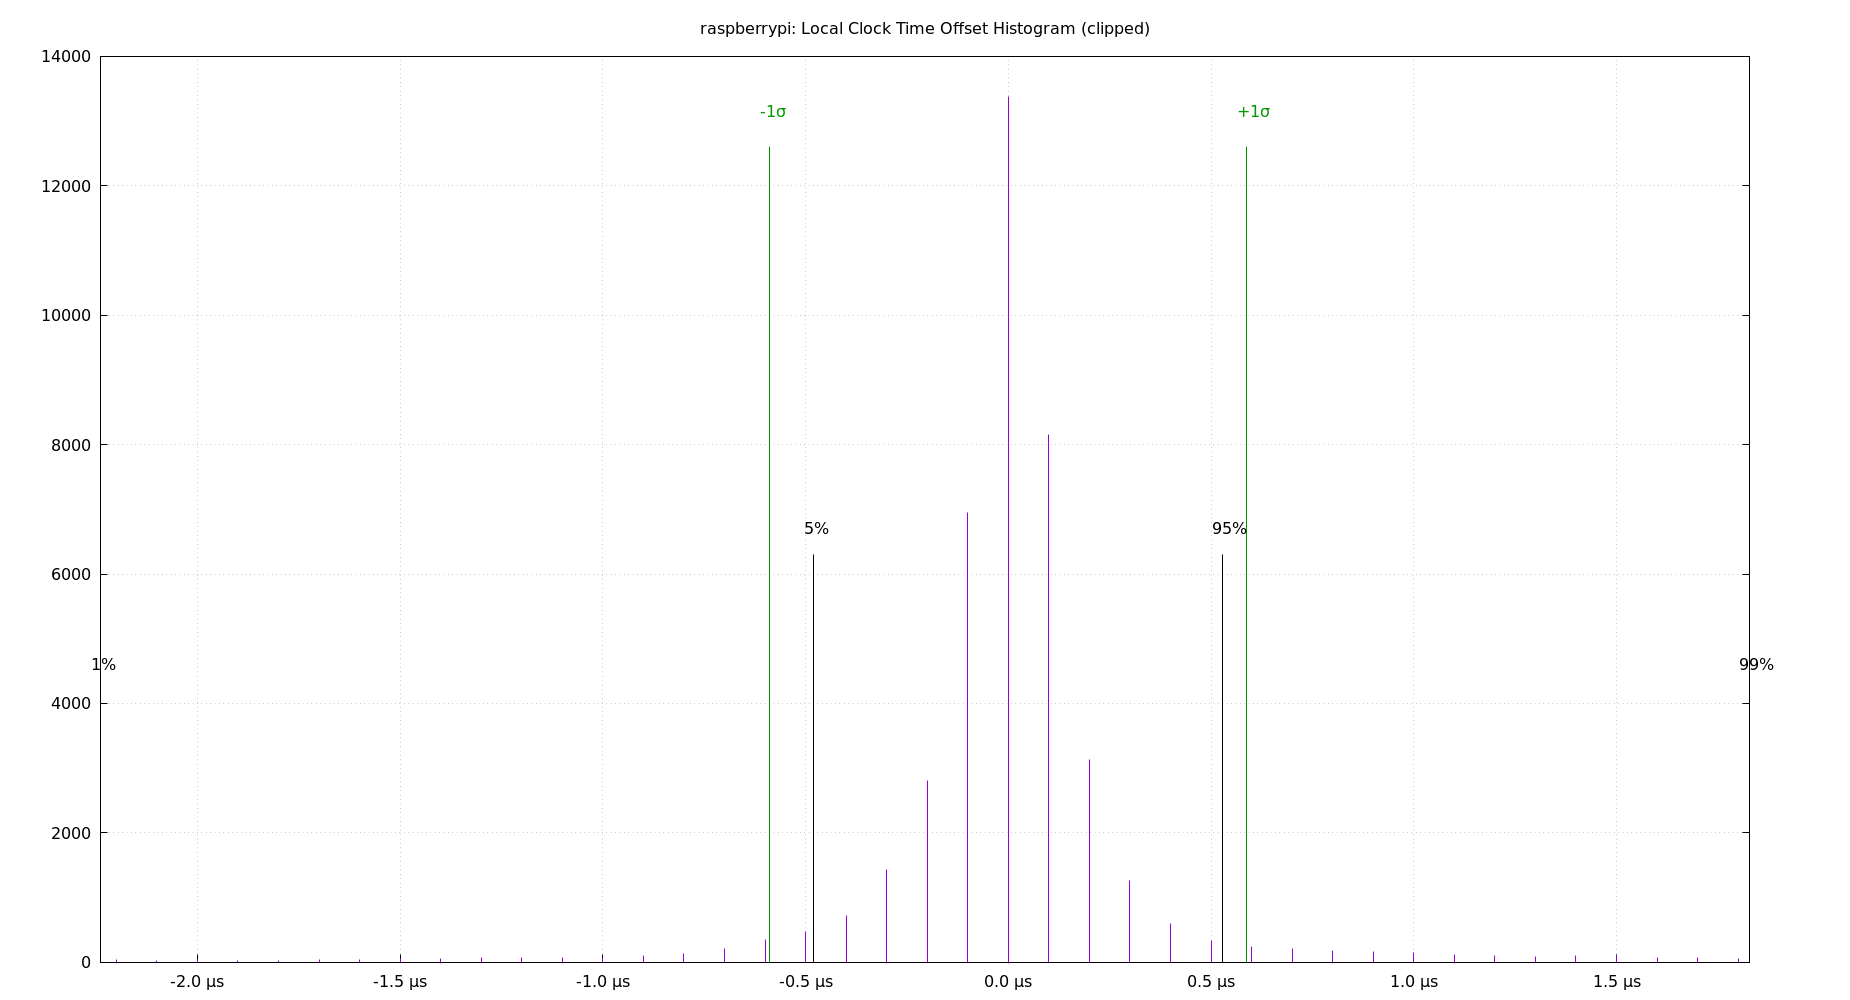 raspberrypi: Local Clock Time Offset Histogram (clipped)
14000
-1σ
+1σ
12000
10000
8000
5%
95%
6000
1%
99%
4000
2000
0
-2.0 μs
-1.5 μs
-1.0 μs
-0.5 μs
0.0 μs
0.5 μs
1.0 μs
1.5 μs